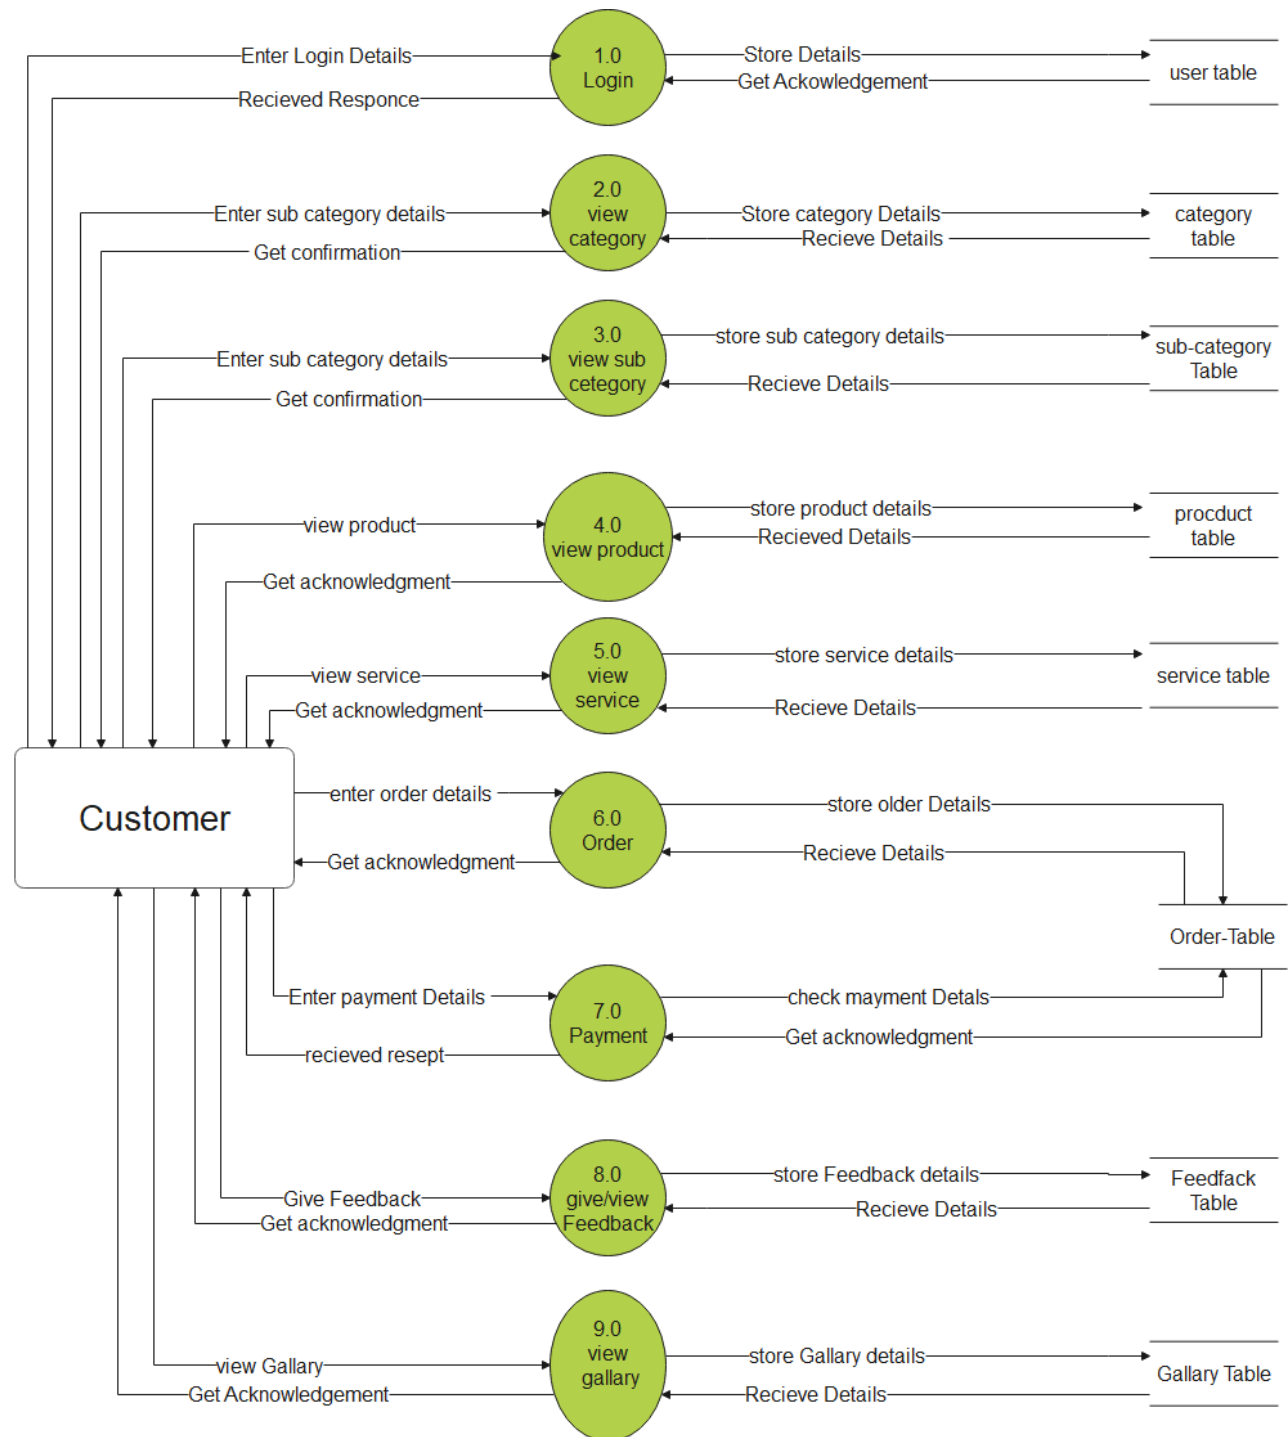 1.0
Login
Enter Login Details
Store Details
Recieved Responce
Get Ackowledgement
user table
2.0
view
category
Enter sub category details
Store category Details
Get confirmation
Recieve Details
category
table
3.0
view sub
cetegory
Enter sub category details
store sub category details
Get confirmation
Recieve Details
sub-category
Table
4.0
view product
view product
store product details
Get acknowledgment
Recieved Details
procduct
table
5.0
view
service
view service
store service details
Get acknowledgment
Recieve Details
service table
Customer
6.0
Order
enter order details
store older Details
Get acknowledgment
Recieve Details
Order-Table
7.0
Payment
Enter payment Details
check mayment Detals
recieved resept
Get acknowledgment
8.0
give/view
Feedback
Give Feedback
store Feedback details
Get acknowledgment
Recieve Details
Feedfack
Table
9.0
view
gallary
view Gallary
store Gallary details
Get Acknowledgement
Recieve Details
Gallary Table